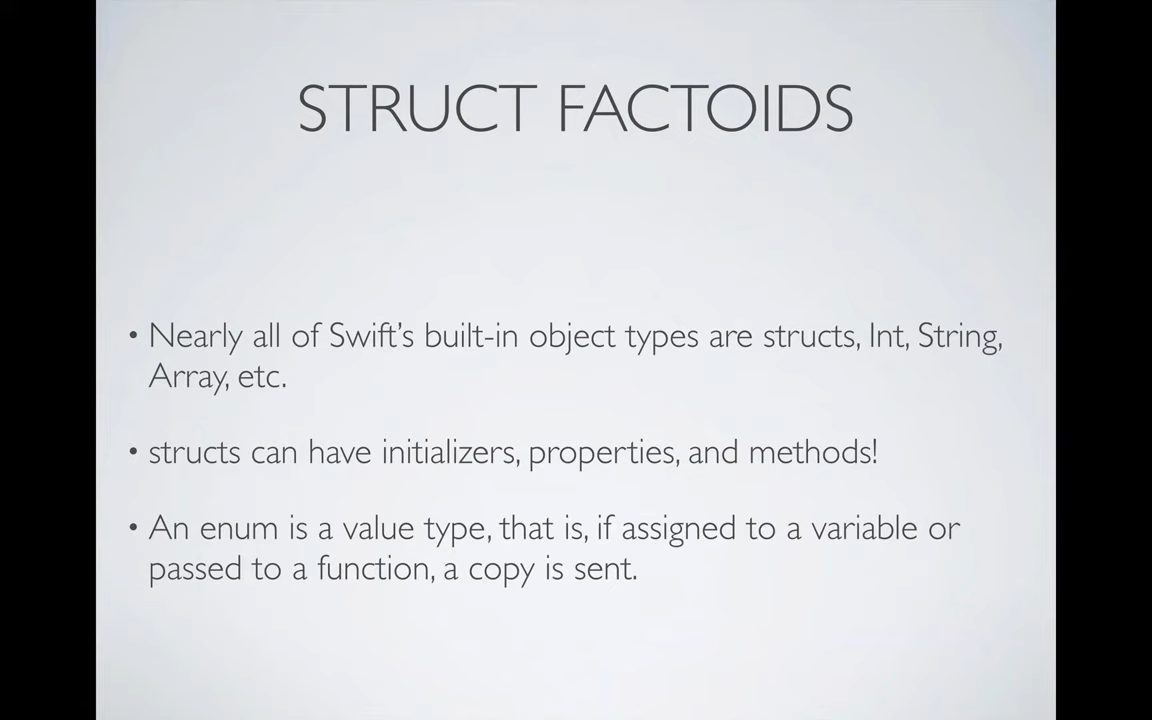 STRUCT FACTOIDS
• Nearly all of Swift’s built-in object types are structs, Int, String,
Array, etc.
• structs can have initializers, properties, and methods!
• An enum is a value type, that is, if assigned to a variable or
passed to a function, a copy is sent.